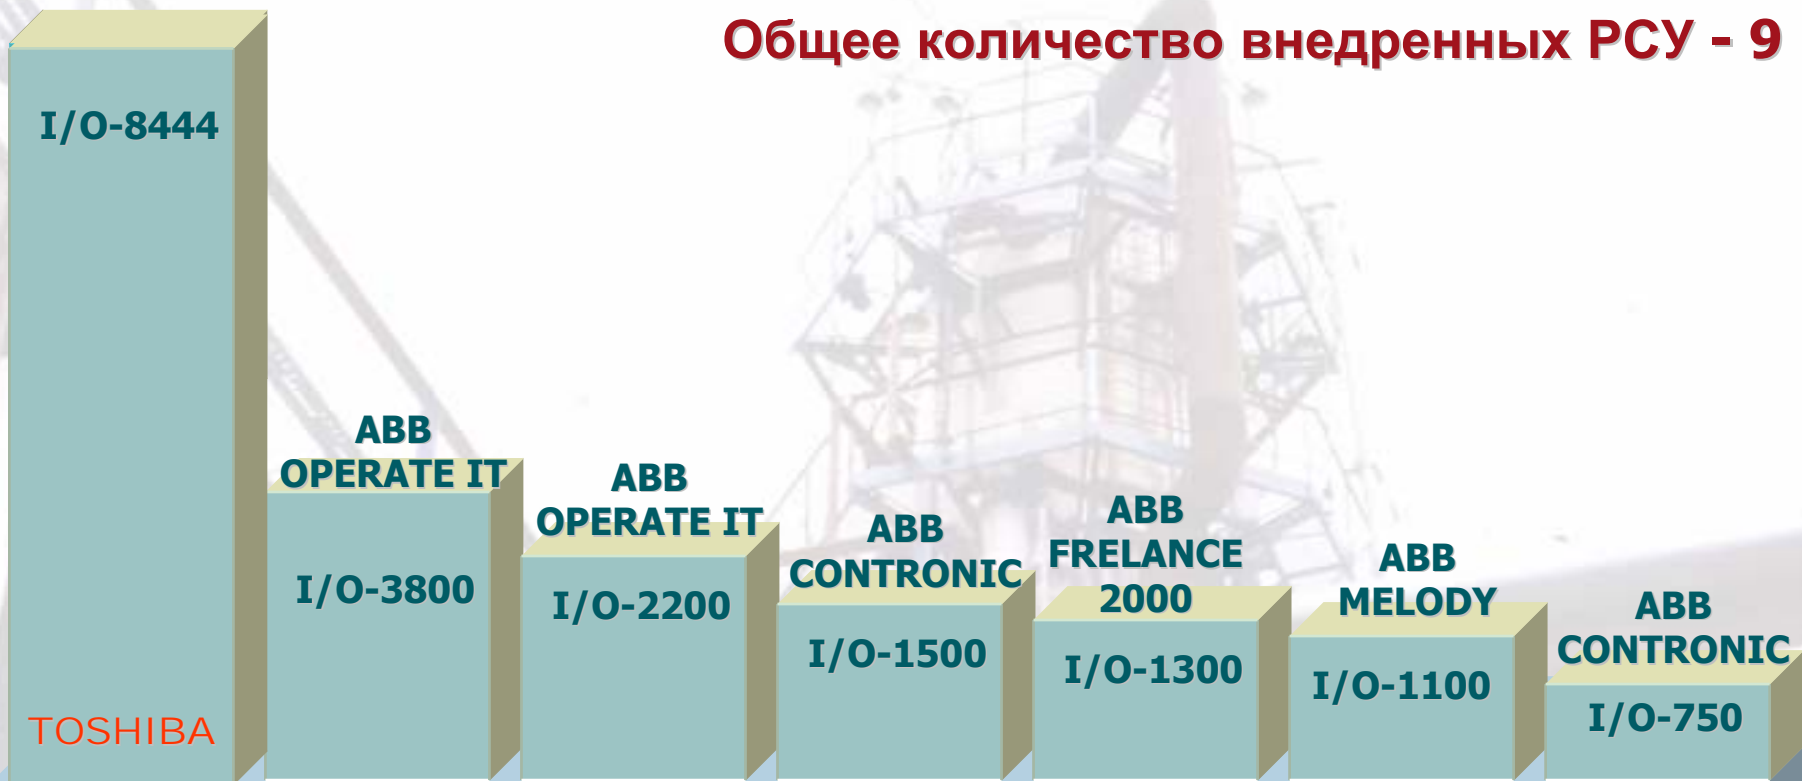 Общее количество внедренных РСУ - 9
I/O-8444
TOSHIBA
ABB
OPERATE IT
I/O-3800
ABB
OPERATE IT
I/O-2200
ABB
CONTRONIC
I/O-1500
ABB
FRELANCE
2000
I/O-1300
ABB
MELODY
I/O-1100
ABB
CONTRONIC
I/O-750